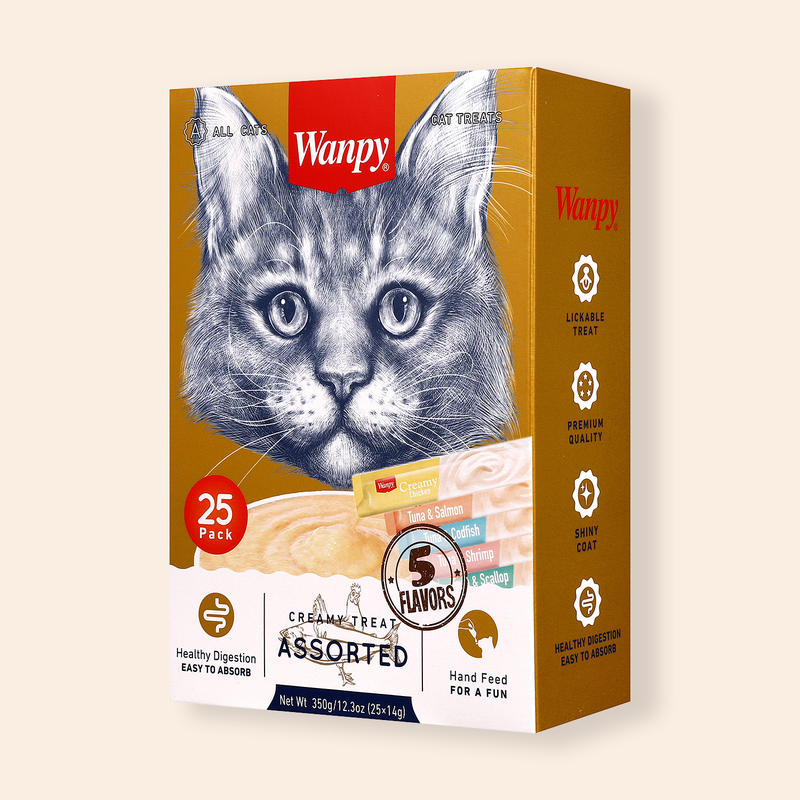 ALL CATS
Wanpy®
CAT TREATS
25
Pack
Wanpy
Creamy
Chicken
Tuna & Salmon
Tuna & Codfish
Shrimp
& Scallop
5
FLAVORS
Healthy Digestion
EASY TO ABSORB
CREAMY TREAT
ASSORTED
Hand Feed
FOR A FUN
Net Wt 350g/12.3oz (25×14g)
Wanpy®
LICKABLE
TREAT
PREMIUM
QUALITY
SHINY
COAT
HEALTHY DIGESTION
EASY TO ABSORB